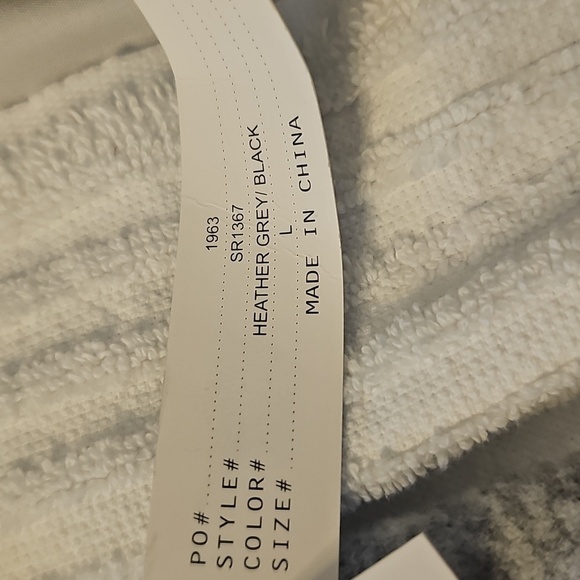 PO# 1963
STYLE# SR1367
COLOR# HEATHER GREY/ BLACK
SIZE# L
MADE IN CHINA